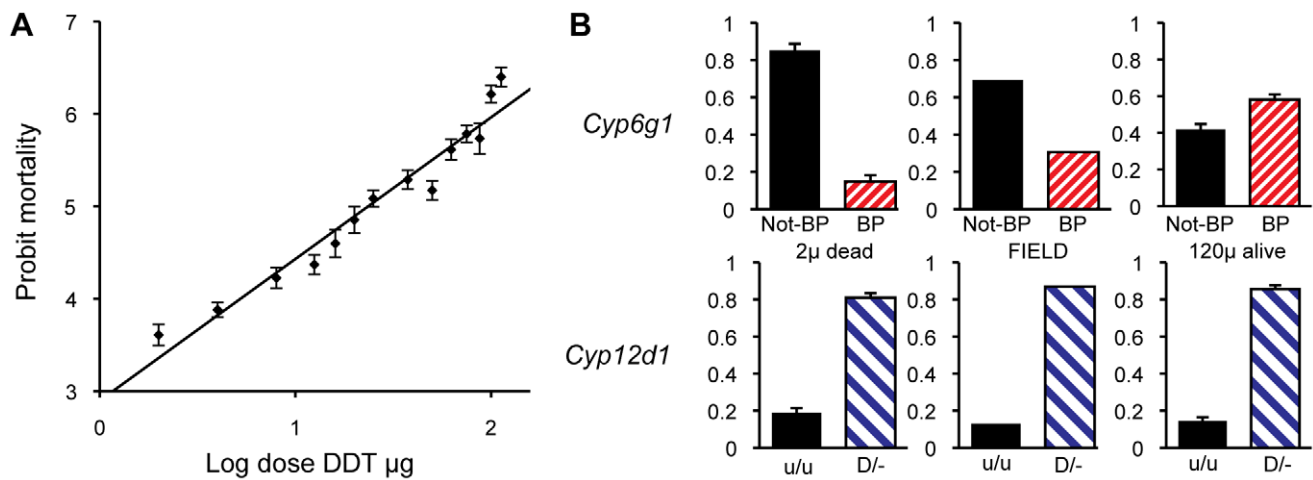 A
Probit mortality
7
6
5
4
3
0 1 2
Log dose DDT µg
B
Cyp6g1
1
0.8
0.6
0.4
0.2
0
Not-BP BP
2µ dead
1
0.8
0.6
0.4
0.2
0
Not-BP BP
FIELD
1
0.8
0.6
0.4
0.2
0
Not-BP BP
120µ alive
Cyp12d1
1
0.8
0.6
0.4
0.2
0
u/u D/-
1
0.8
0.6
0.4
0.2
0
u/u D/-
1
0.8
0.6
0.4
0.2
0
u/u D/-